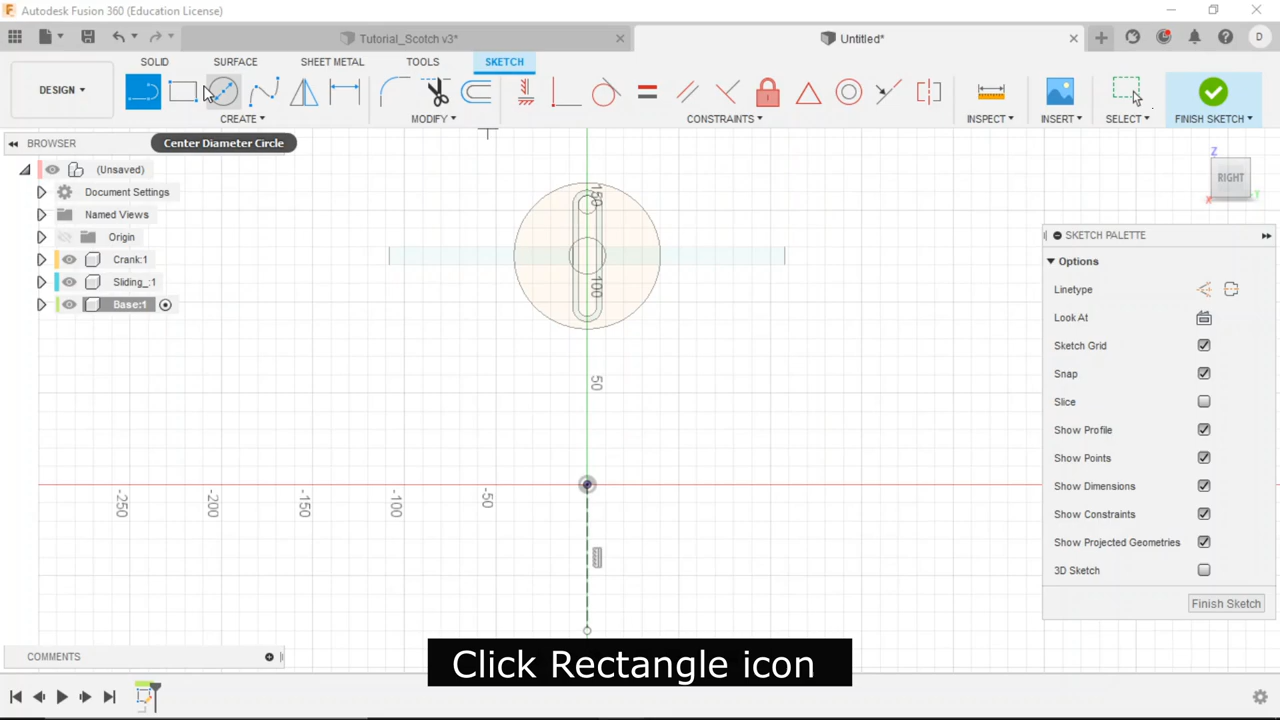 Autodesk Fusion 360 (Education License)
Tutorial_Scotch v3*
Untitled*
D
SOLID
SURFACE
SHEET METAL
TOOLS
SKETCH
DESIGN
CREATE
MODIFY
CONSTRAINTS
INSPECT
INSERT
SELECT
FINISH SKETCH
BROWSER
Center Diameter Circle
(Unsaved)
Document Settings
Named Views
Origin
Crank:1
Sliding_:1
Base:1
150
100
50
-250
-200
-150
-100
-50
Z
RIGHT
X
Y
SKETCH PALETTE
Options
Linetype
Look At
Sketch Grid
Snap
Slice
Show Profile
Show Points
Show Dimensions
Show Constraints
Show Projected Geometries
3D Sketch
Finish Sketch
COMMENTS
Click Rectangle icon